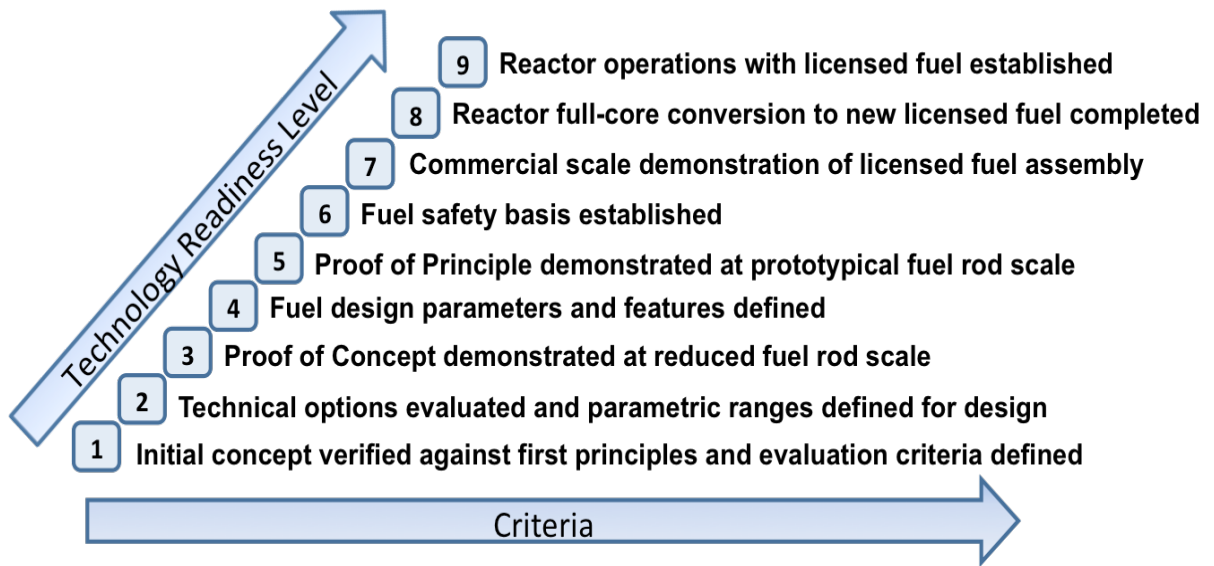 Technology Readiness Level
9 Reactor operations with licensed fuel established
8 Reactor full-core conversion to new licensed fuel completed
7 Commercial scale demonstration of licensed fuel assembly
6 Fuel safety basis established
5 Proof of Principle demonstrated at prototypical fuel rod scale
4 Fuel design parameters and features defined
3 Proof of Concept demonstrated at reduced fuel rod scale
2 Technical options evaluated and parametric ranges defined for design
1 Initial concept verified against first principles and evaluation criteria defined
Criteria